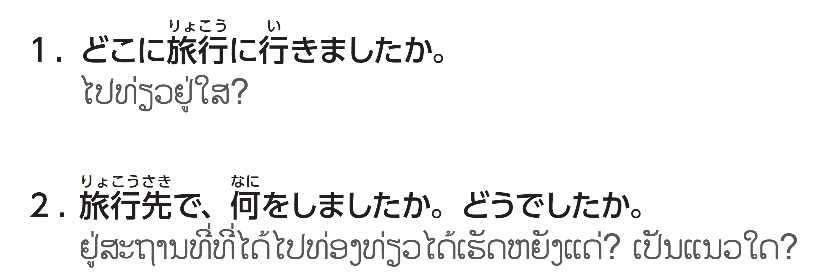 りょこう い
1. どこに旅行に行きましたか。
ໄປທ່ຽວຢູ່ໃສ?
りょこうさき なに
2. 旅行先で、何をしましたか。どうでしたか。
ຢູ່ສະຖານທີ່ທີ່ໄດ້ໄປທ່ອງທ່ຽວໄດ້ເຮັດຫຍັງແດ່? ເປັນແນວໃດ?